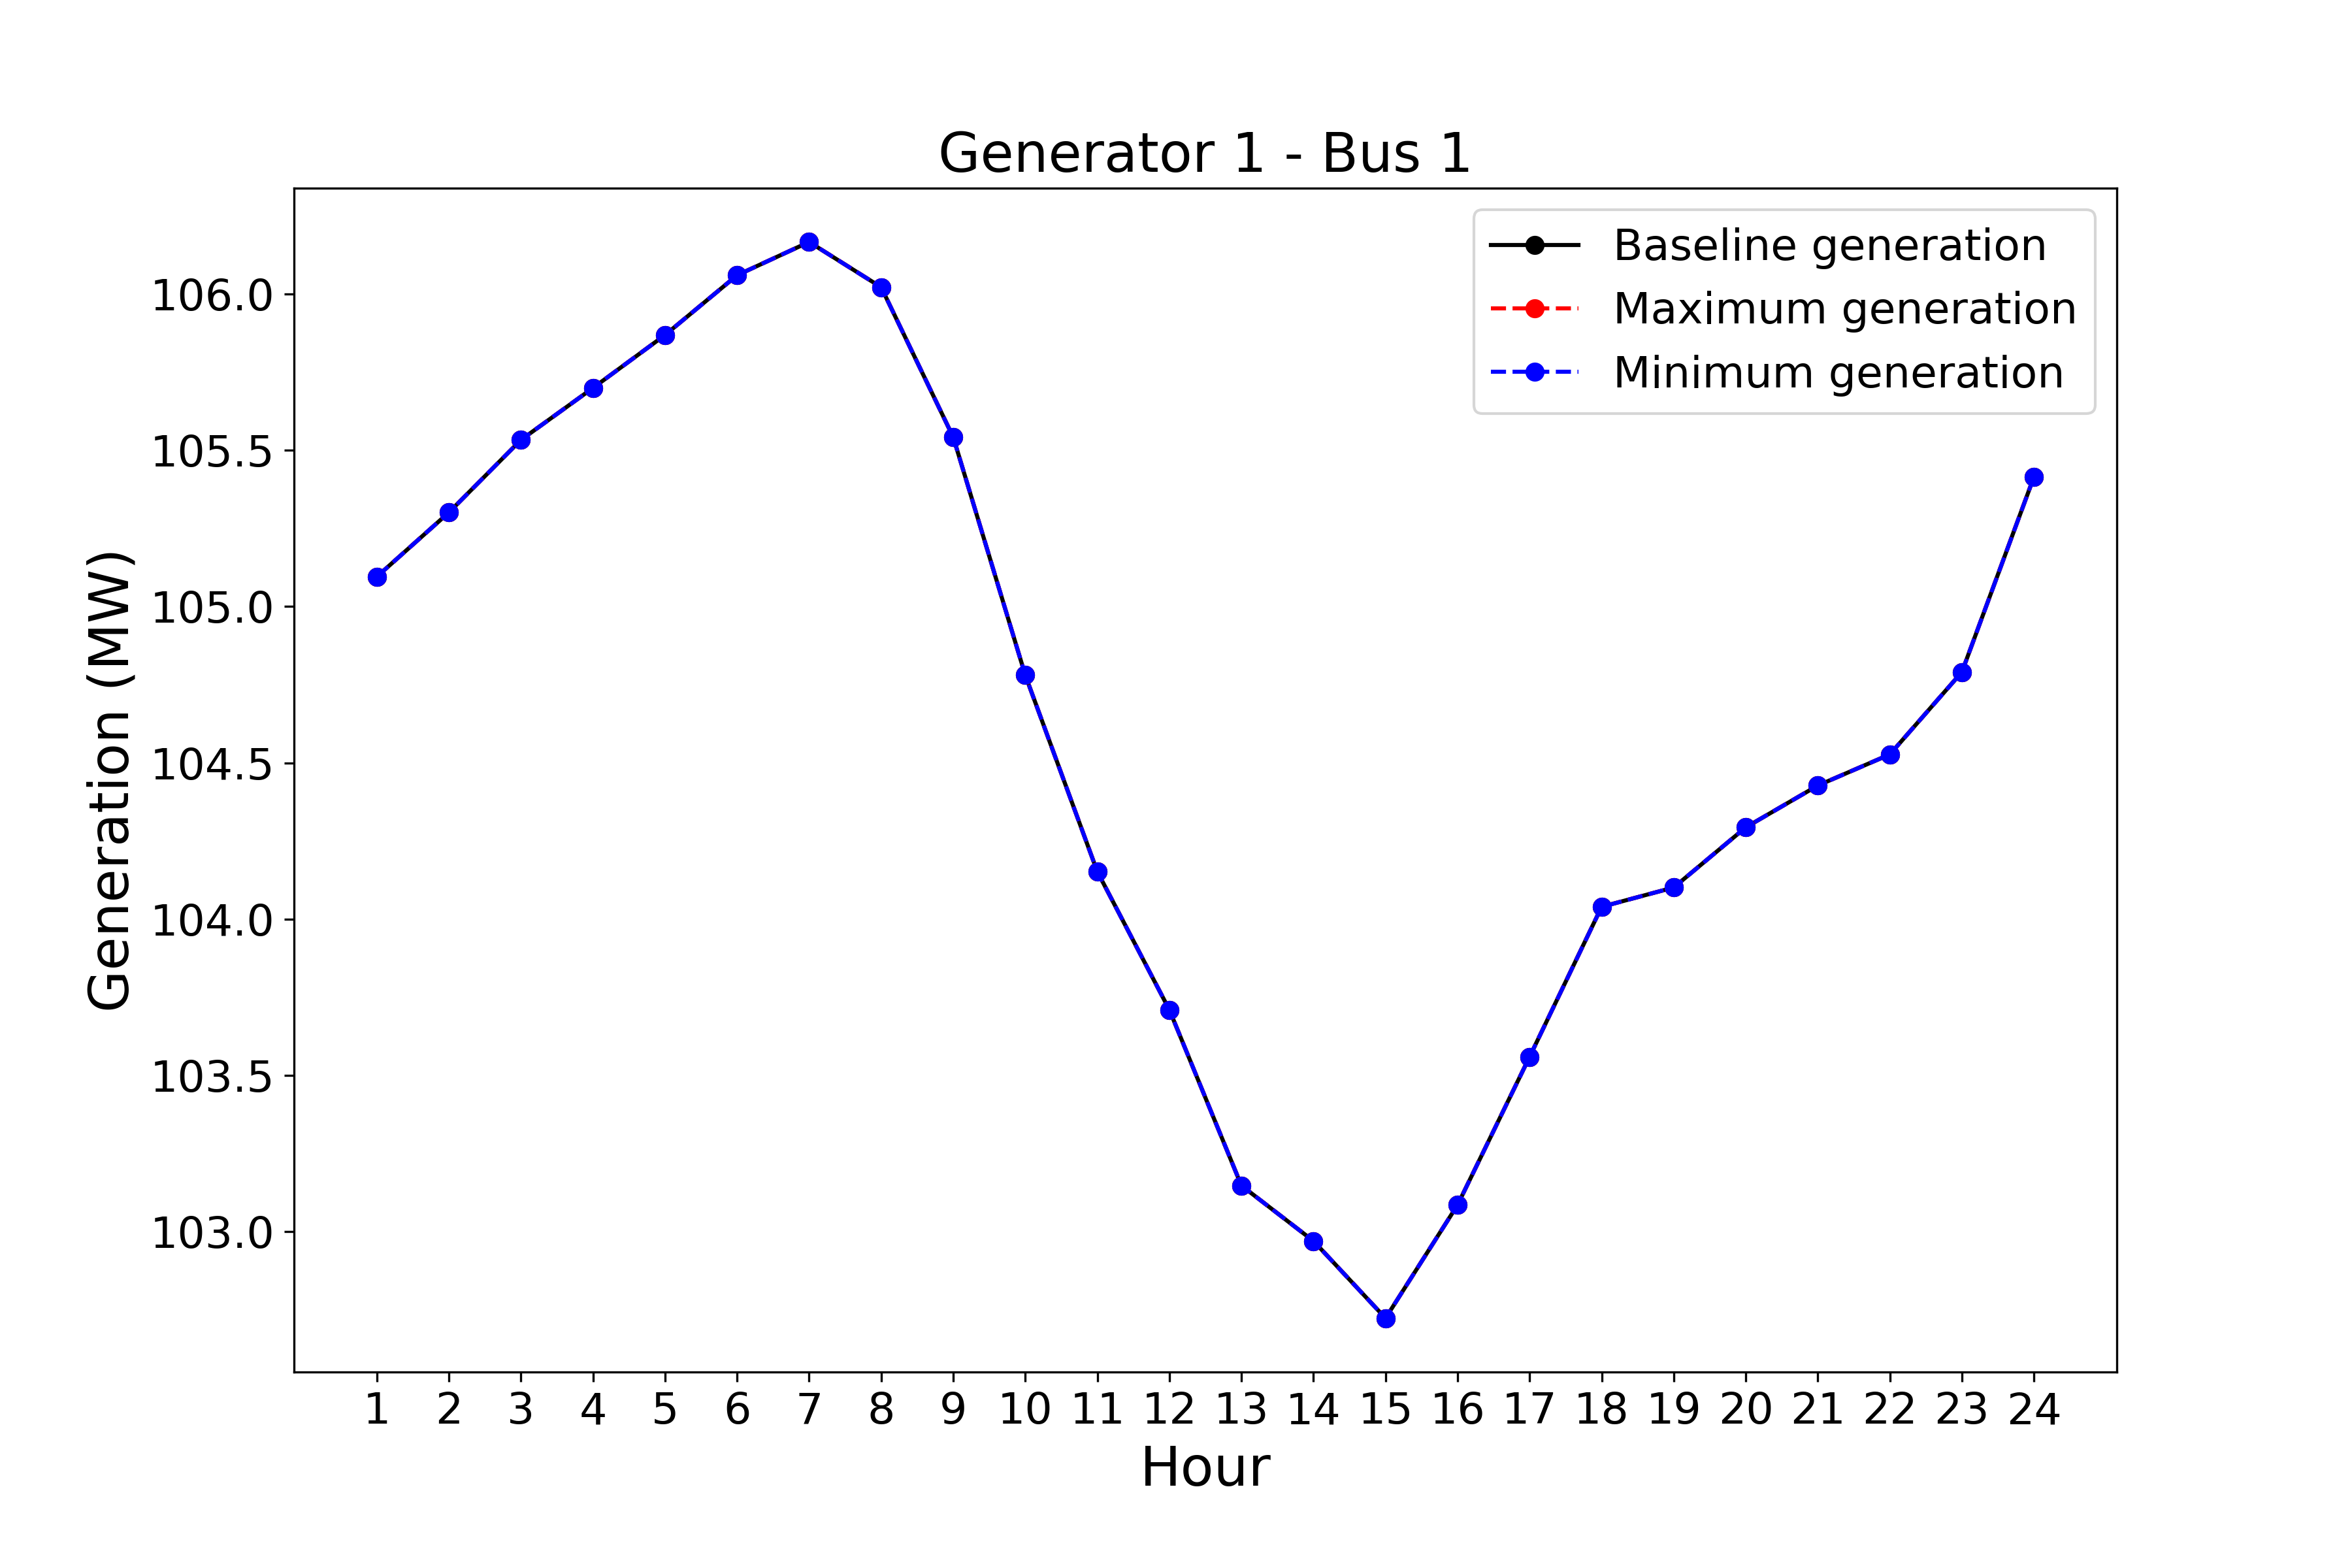 Generator 1 - Bus 1
Baseline generation
Maximum generation
Minimum generation
Generation (MW)
106.0
105.5
105.0
104.5
104.0
103.5
103.0
1 2 3 4 5 6 7 8 9 10 11 12 13 14 15 16 17 18 19 20 21 22 23 24
Hour